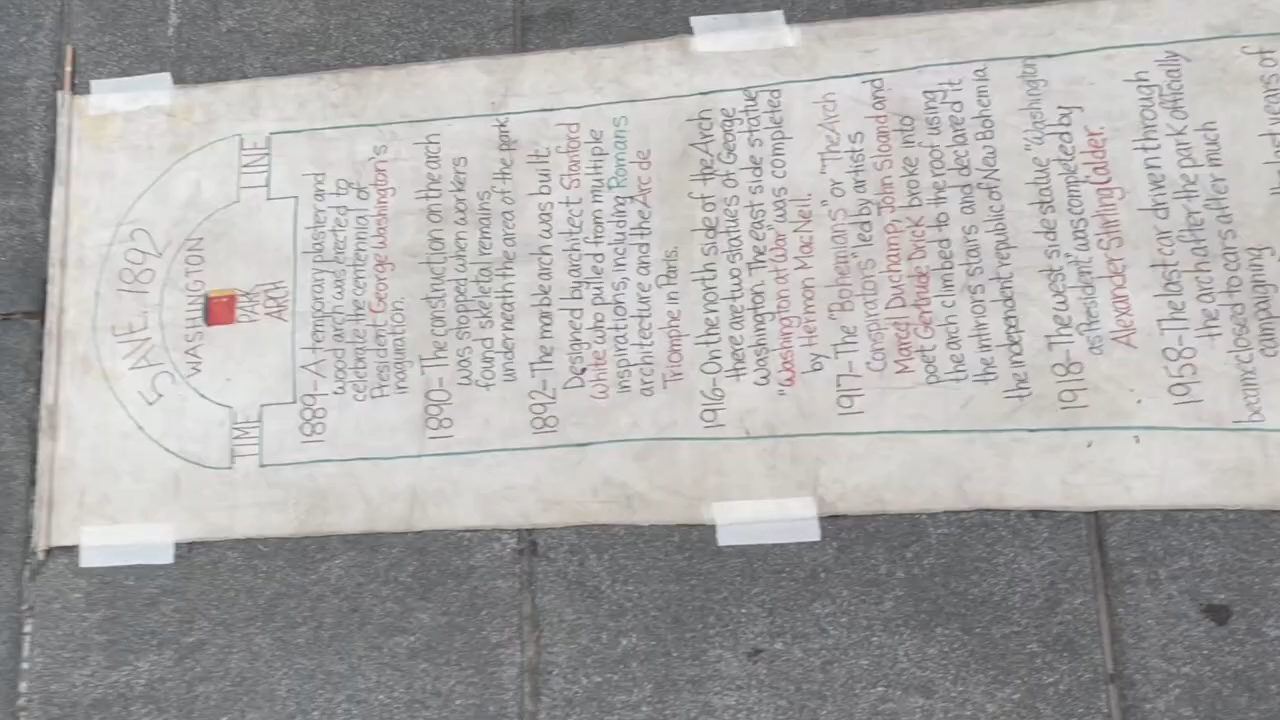 SAVE, 1892
WASHINGTON
PARK
ARCH
TIME LINE
1889-A temporary plaster and
wood arch was erected to
celebrate the centennial of
President George Washington's
inaguration.
1890-The construction on the arch
was stopped when workers
found skeletal remains
underneath the area of the park.
1892-The marble arch was built.
Designed by architect Stanford
White who pulled from multiple
inspirations, including Romans
architecture and the Arc de
Triomphe in Paris.
1916-On the north side of the Arch
there are two statues of George
Washington. The east side statue
"Washington at War" was completed
by Hermon MacNeil.
1917-The "Bohemians" or "The Arch
Conspirators" led by artists
Marcel Duchamp, John Sloand and
poet Gertrude Drick broke into
the arch climbed to the roof using
the intirior's stairs and declared it
the independent republic of New Bohemia.
1918-The west side statue "Washington
as President" was completed by
Alexander Stirling Calder.
1958-The last car driven through
the arch after the park officially
became closed to cars after much
campaigning
years of